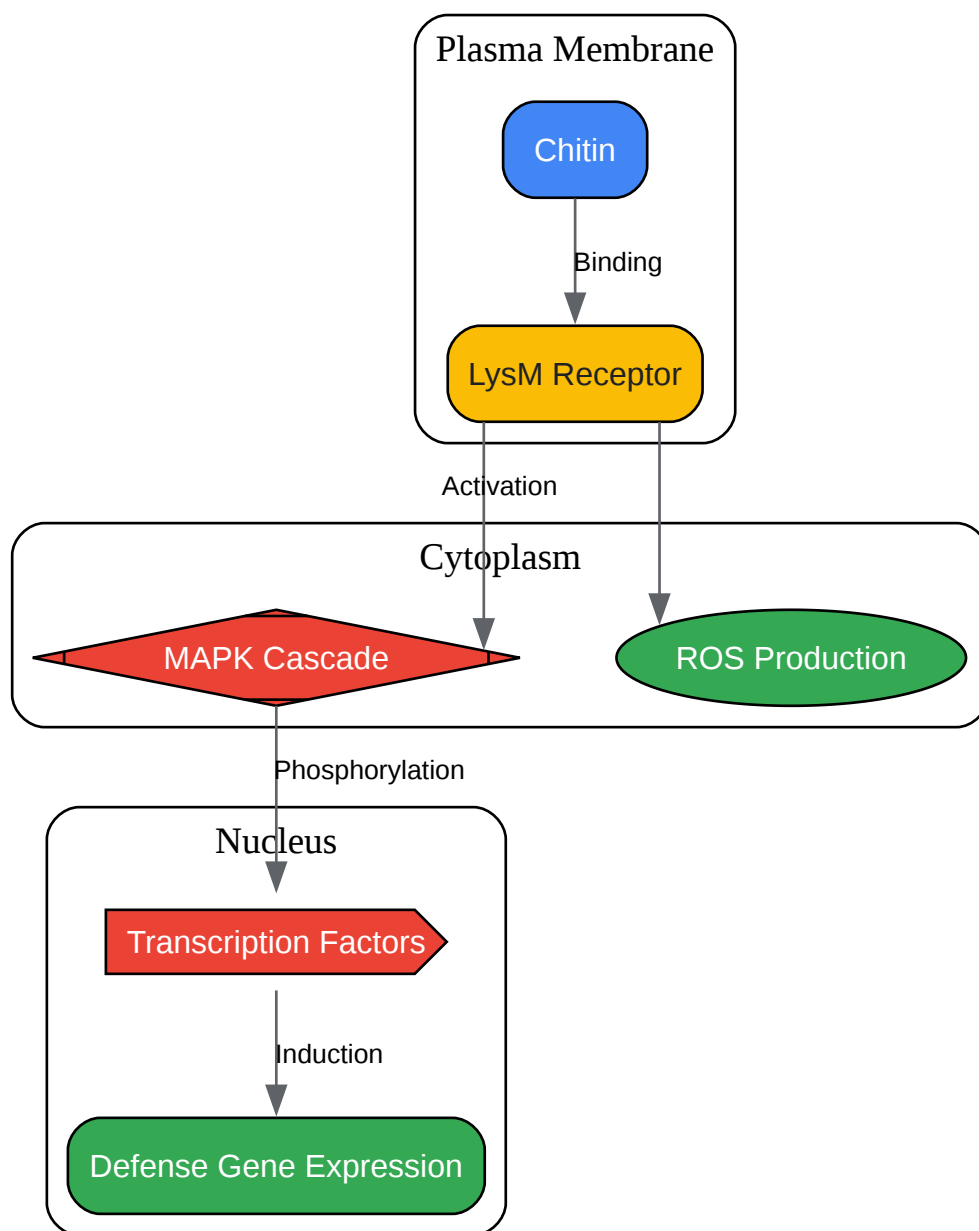 Plasma Membrane
Chitin
Binding
LysM Receptor
Activation
Cytoplasm
MAPK Cascade
ROS Production
Phosphorylation
Nucleus
Transcription Factors
Induction
Defense Gene Expression